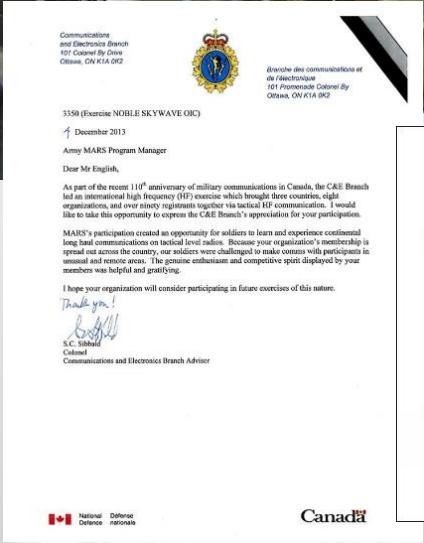 Communications
and Electronics Branch
101 Colonel By Drive
Ottawa, ON K1A 0K2
Branche des communications et
de l'électronique
101 Promenade Colonel By
Ottawa, ON K1A 0K2
3350 (Exercise NOBLE SKYWAVE OIC)
4 December 2013
Army MARS Program Manager
Dear Mr English,
As part of the recent 110th anniversary of military communications in Canada, the C&E Branch
led an international high frequency (HF) exercise which brought three countries, eight
organizations, and over ninety registrants together via tactical HF communication. I would
like to take this opportunity to express the C&E Branch's appreciation for your participation.
MARS's participation created an opportunity for soldiers to learn and experience continental
long haul communications on tactical level radios. Because your organization's membership is
spread out across the country, our soldiers were challenged to make comms with participants in
unusual and remote areas. The genuine enthusiasm and competitive spirit displayed by your
members was helpful and gratifying.
I hope your organization will consider participating in future exercises of this nature.
Thank you!
S.C. Sibbald
Colonel
Communications and Electronics Branch Adviser
National Défense
Defence nationale
Canada